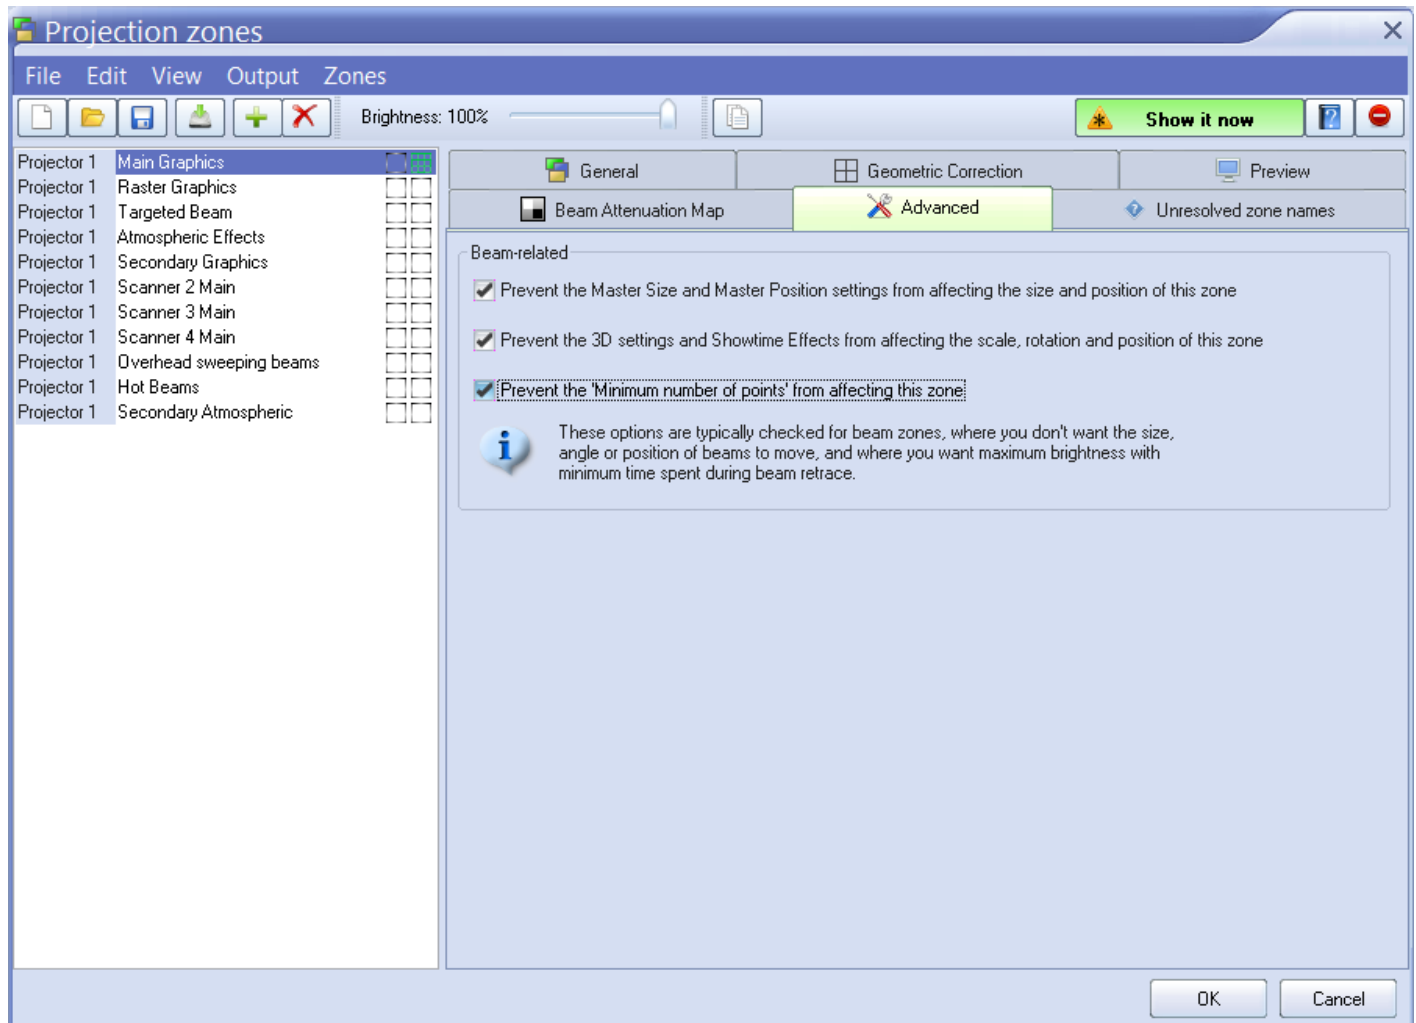 Projection zones
File Edit View Output Zones
Brightness: 100%
Show it now
Projector 1 Main Graphics
Projector 1 Raster Graphics
Projector 1 Targeted Beam
Projector 1 Atmospheric Effects
Projector 1 Secondary Graphics
Projector 1 Scanner 2 Main
Projector 1 Scanner 3 Main
Projector 1 Scanner 4 Main
Projector 1 Overhead sweeping beams
Projector 1 Hot Beams
Projector 1 Secondary Atmospheric
General Geometric Correction Preview
Beam Attenuation Map Advanced Unresolved zone names
Beam-related
Prevent the Master Size and Master Position settings from affecting the size and position of this zone
Prevent the 3D settings and Showtime Effects from affecting the scale, rotation and position of this zone
Prevent the 'Minimum number of points' from affecting this zone
These options are typically checked for beam zones, where you don't want the size,
angle or position of beams to move, and where you want maximum brightness with
minimum time spent during beam retrace.
OK Cancel